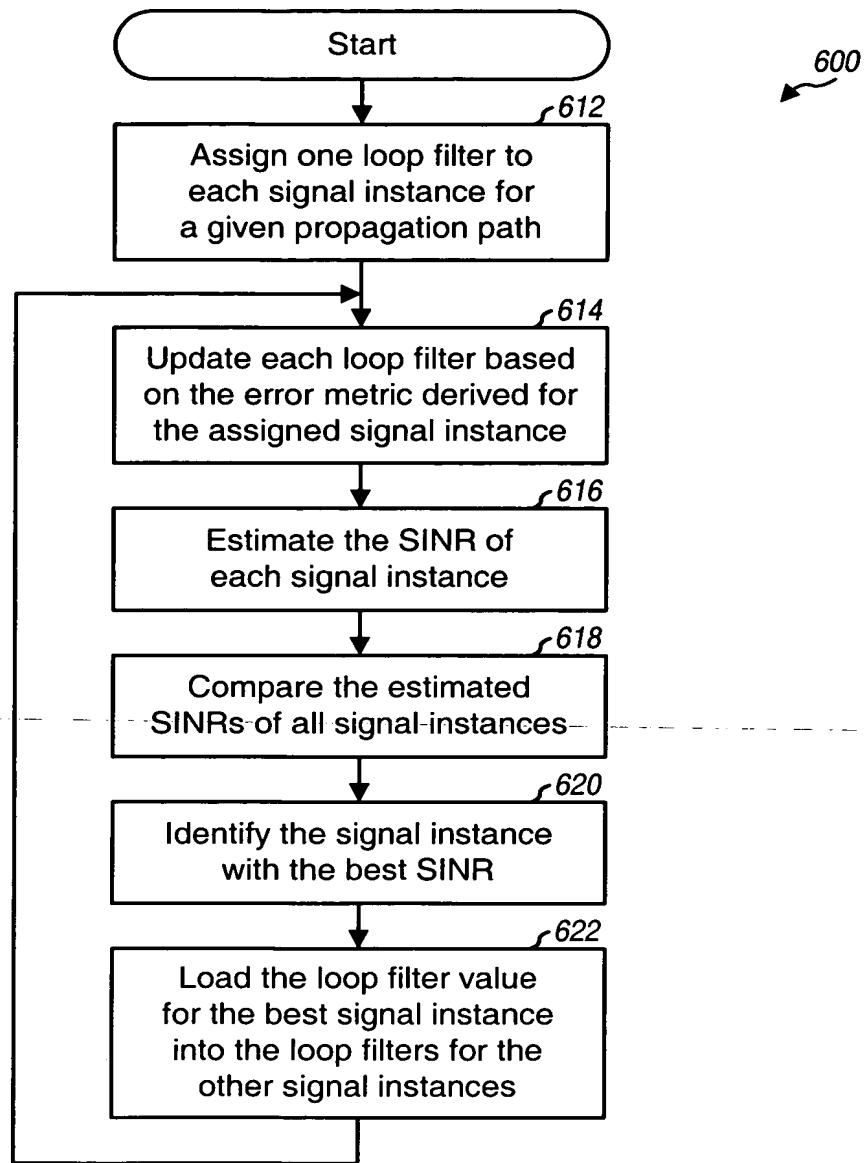 Start
600
612
Assign one loop filter to
each signal instance for
a given propagation path
614
Update each loop filter based
on the error metric derived for
the assigned signal instance
616
Estimate the SINR of
each signal instance
618
Compare the estimated
SINRs of all signal instances
620
Identify the signal instance
with the best SINR
622
Load the loop filter value
for the best signal instance
into the loop filters for the
other signal instances